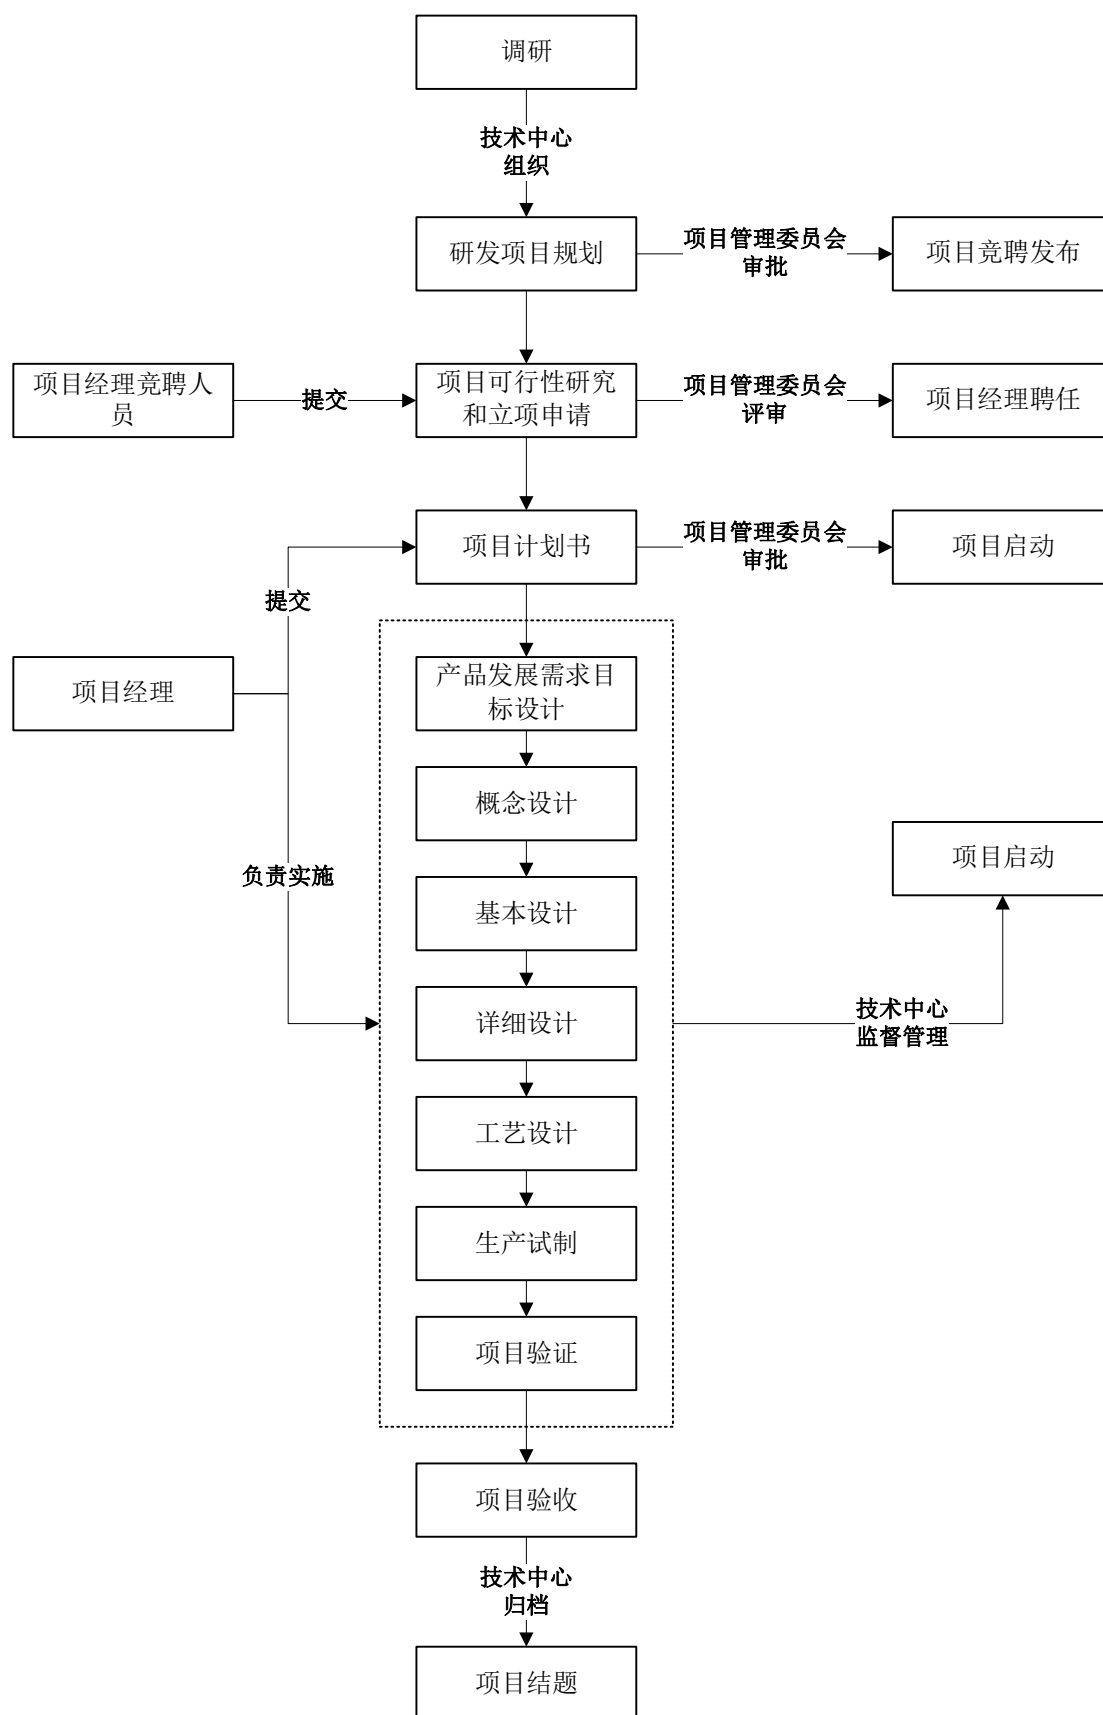 调研
技术中心
组织
研发项目规划
项目管理委员会
审批
项目竞聘发布
项目经理竞聘人
员
提交
项目可行性研究
和立项申请
项目管理委员会
评审
项目经理聘任
项目计划书
项目管理委员会
审批
项目启动
提交
项目经理
产品发展需求目
标设计
概念设计
项目启动
负责实施
基本设计
详细设计
技术中心
监督管理
工艺设计
生产试制
项目验证
项目验收
技术中心
归档
项目结题